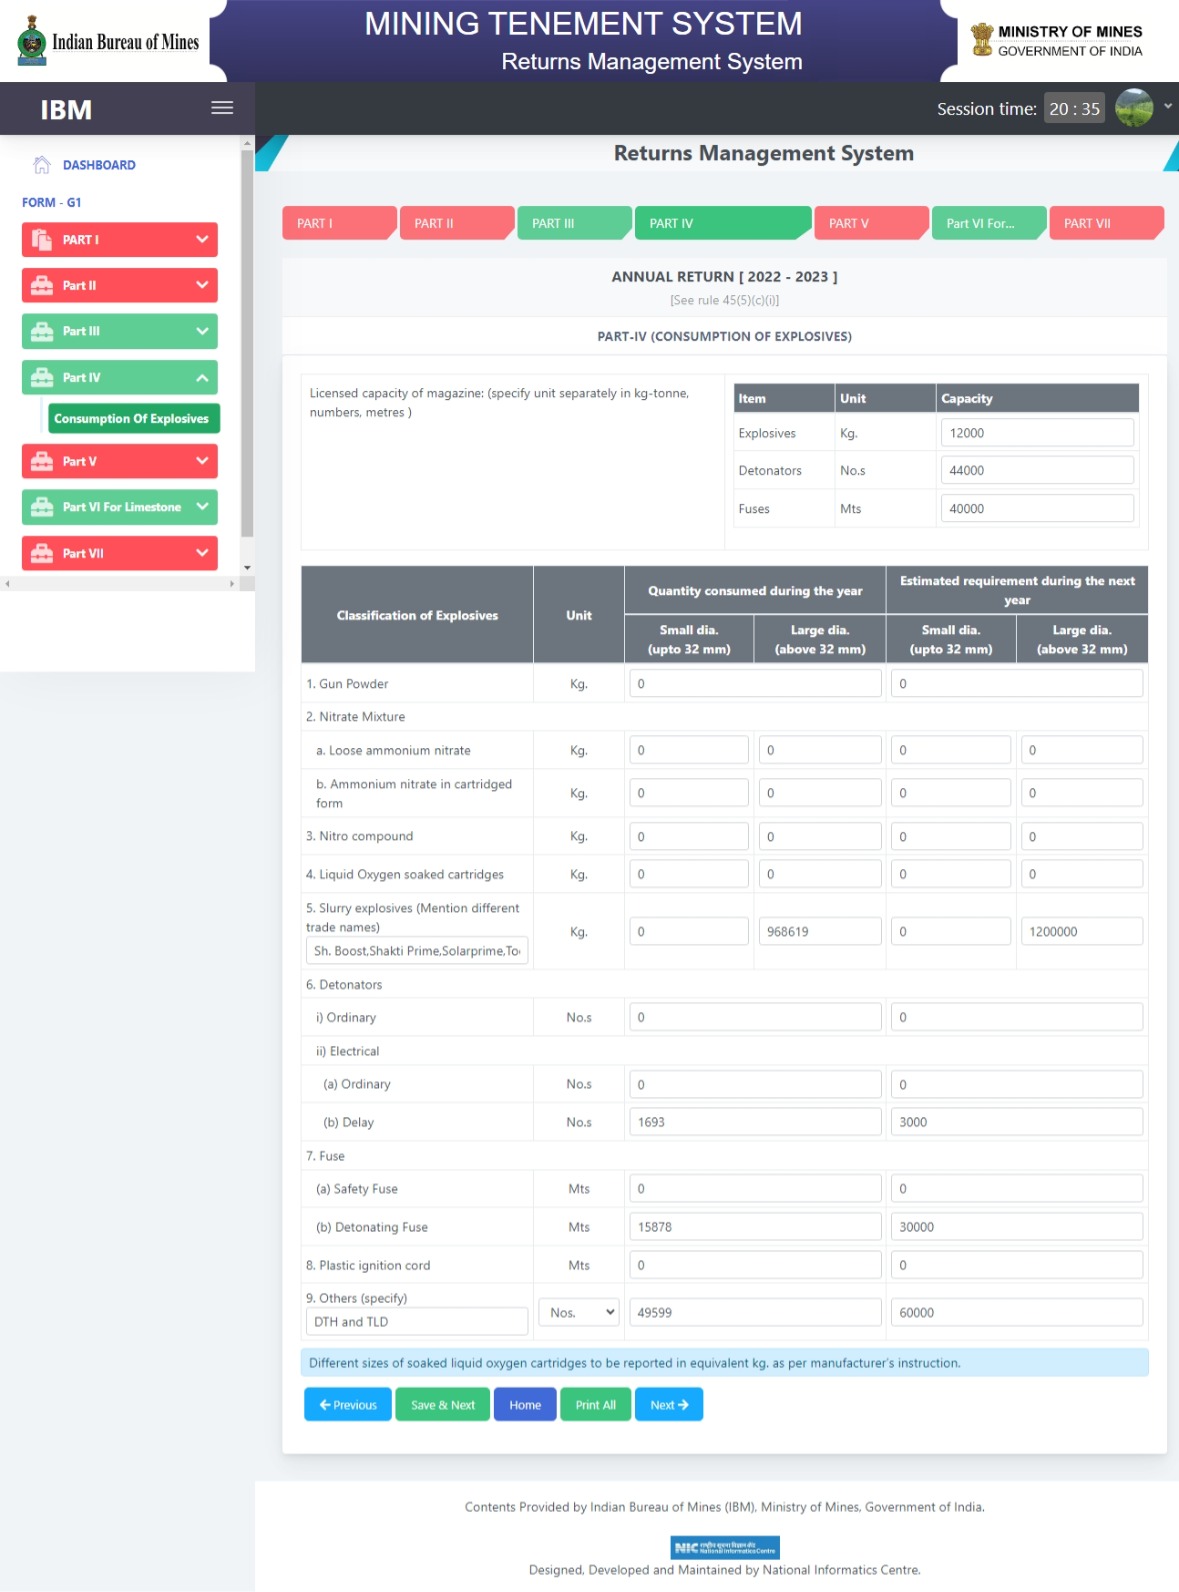 Indian Bureau of Mines
MINING TENEMENT SYSTEM
Returns Management System
MINISTRY OF MINES
GOVERNMENT OF INDIA
IBM
Session time: 20 : 35
DASHBOARD
FORM - G1
PART I
Part II
Part III
Part IV
Consumption Of Explosives
Part V
Part VI For Limestone
Part VII
Returns Management System
PART I PART II PART III PART IV PART V Part VI For... PART VII
ANNUAL RETURN [ 2022 - 2023 ]
[See rule 45(5)(c)(i)]
PART-IV (CONSUMPTION OF EXPLOSIVES)
Licensed capacity of magazine: (specify unit separately in kg-tonne,
numbers, metres )
Item Unit Capacity
Explosives Kg. 12000
Detonators No.s 44000
Fuses Mts 40000
Classification of Explosives Unit Quantity consumed during the year Estimated requirement during the next
year
Small dia. Large dia. Small dia. Large dia.
(upto 32 mm) (above 32 mm) (upto 32 mm) (above 32 mm)
1. Gun Powder Kg. 0 0
2. Nitrate Mixture
a. Loose ammonium nitrate Kg. 0 0 0 0
b. Ammonium nitrate in cartridged
form Kg. 0 0 0 0
3. Nitro compound Kg. 0 0 0 0
4. Liquid Oxygen soaked cartridges Kg. 0 0 0 0
5. Slurry explosives (Mention different
trade names) Kg. 0 968619 0 1200000
Sh. Boost,Shakti Prime,Solarprime,To
6. Detonators
i) Ordinary No.s 0 0
ii) Electrical
(a) Ordinary No.s 0 0
(b) Delay No.s 1693 3000
7. Fuse
(a) Safety Fuse Mts 0 0
(b) Detonating Fuse Mts 15878 30000
8. Plastic ignition cord Mts 0 0
9. Others (specify)
DTH and TLD Nos. 49599 60000
Different sizes of soaked liquid oxygen cartridges to be reported in equivalent kg. as per manufacturer's instruction.
Previous Save & Next Home Print All Next
Contents Provided by Indian Bureau of Mines (IBM), Ministry of Mines, Government of India.
NIC
National Informatics Centre
Designed, Developed and Maintained by National Informatics Centre.